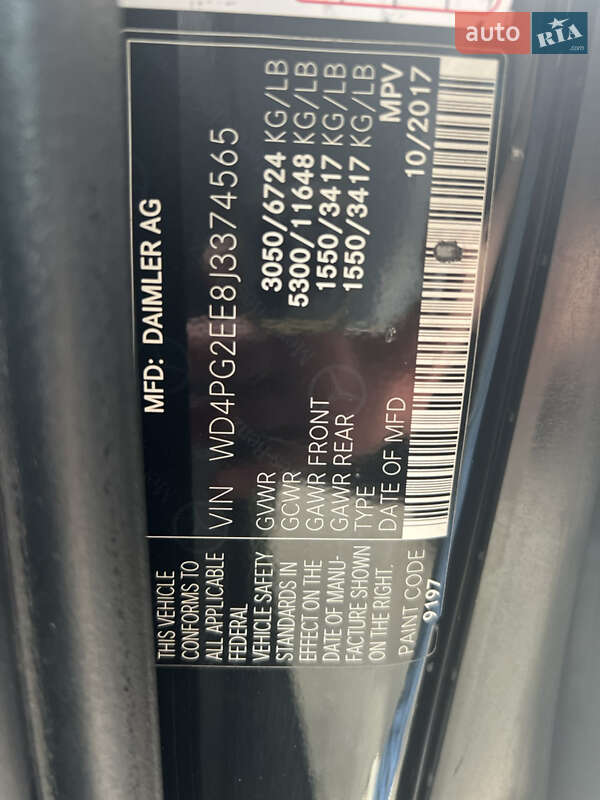 auto RIA .com
MFD: DAIMLER AG
VIN WD4PG2EE8J3374565
GVWR 3050/6724 KG/LB
GCWR 5300/11648 KG/LB
GAWR FRONT 1550/3417 KG/LB
GAWR REAR 1550/3417 KG/LB
TYPE MPV
DATE OF MFD 10/2017
THIS VEHICLE
CONFORMS TO
ALL APPLICABLE
FEDERAL
VEHICLE SAFETY
STANDARDS IN
EFFECT ON THE
DATE OF MANU-
FACTURE SHOWN
ON THE RIGHT.
PAINT CODE
9197